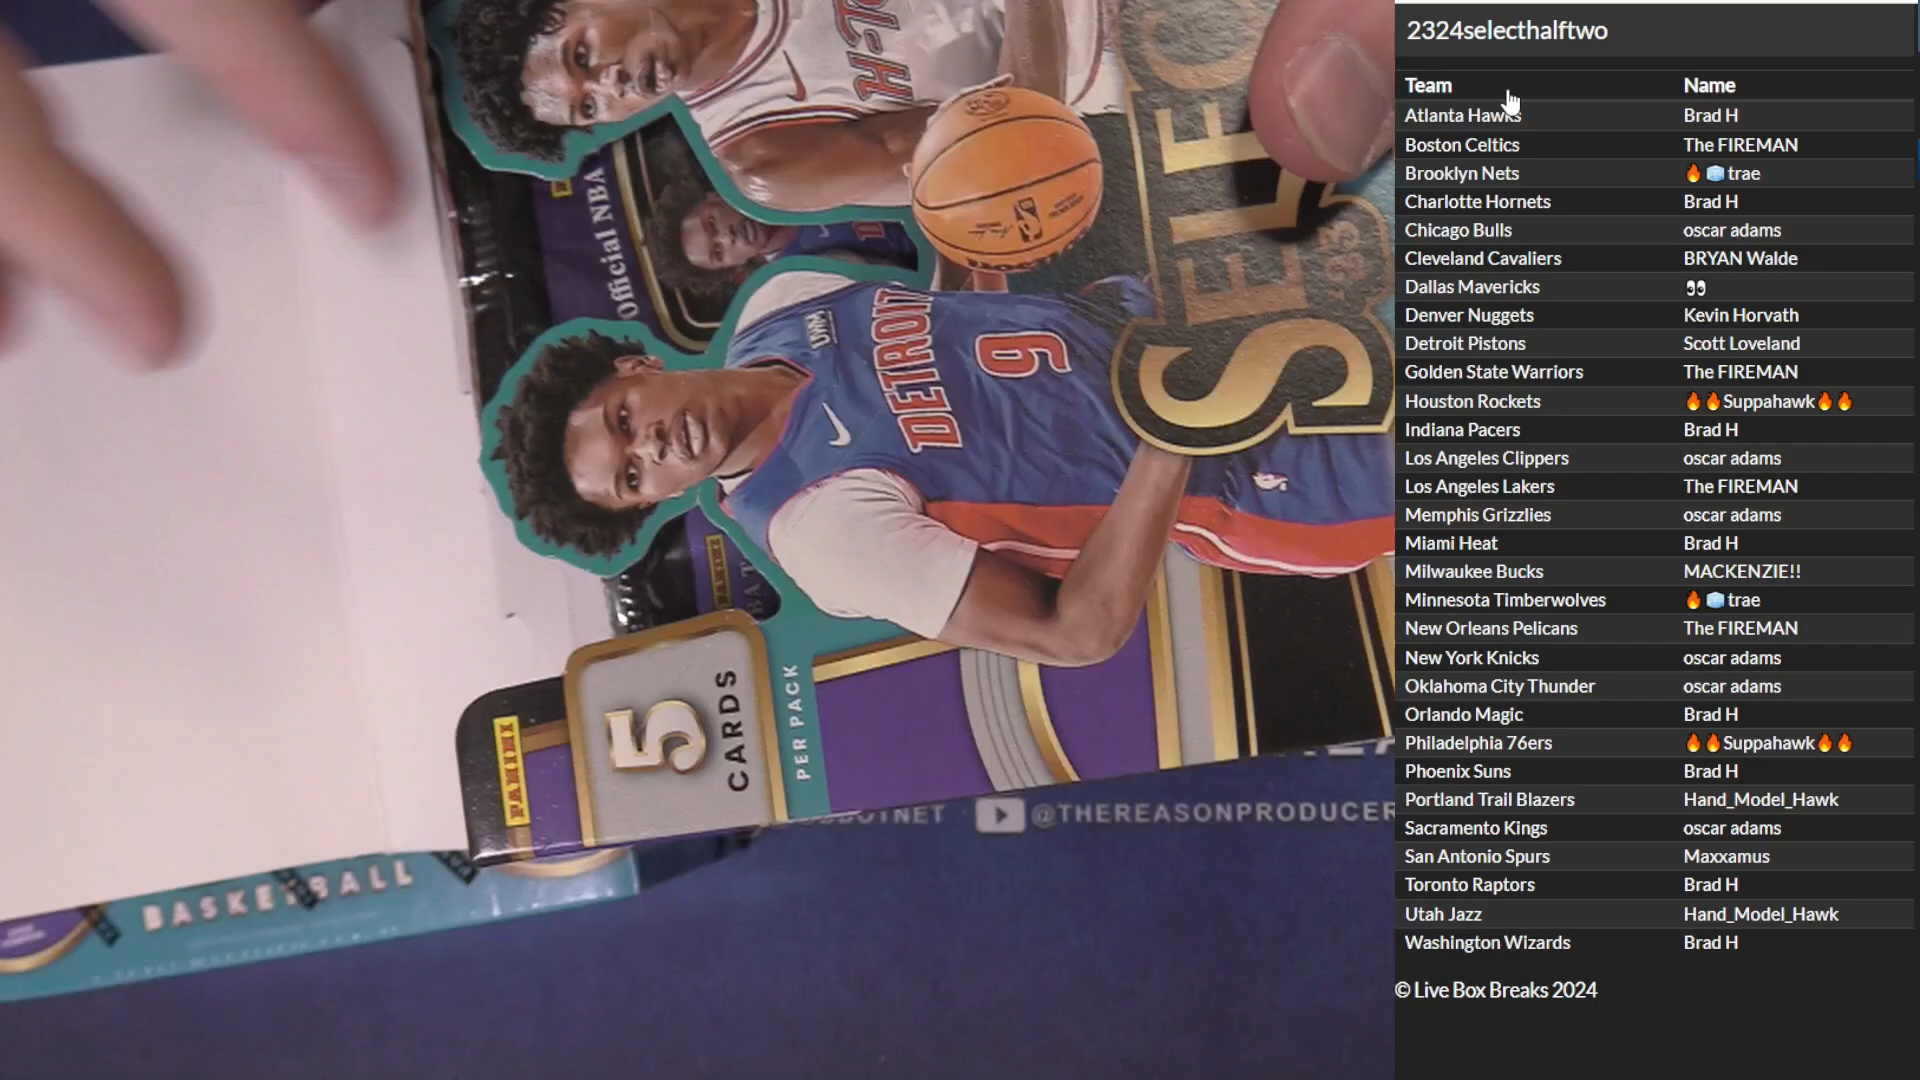 2324selecthalftwo
Team Name
Atlanta Hawks Brad H
Boston Celtics The FIREMAN
Brooklyn Nets 🔥🧊trae
Charlotte Hornets Brad H
Chicago Bulls oscar adams
Cleveland Cavaliers BRYAN Walde
Dallas Mavericks 👀
Denver Nuggets Kevin Horvath
Detroit Pistons Scott Loveland
Golden State Warriors The FIREMAN
Houston Rockets 🔥🔥Suppahawk🔥🔥
Indiana Pacers Brad H
Los Angeles Clippers oscar adams
Los Angeles Lakers The FIREMAN
Memphis Grizzlies oscar adams
Miami Heat Brad H
Milwaukee Bucks MACKENZIE!!
Minnesota Timberwolves 🔥🧊trae
New Orleans Pelicans The FIREMAN
New York Knicks oscar adams
Oklahoma City Thunder oscar adams
Orlando Magic Brad H
Philadelphia 76ers 🔥🔥Suppahawk🔥🔥
Phoenix Suns Brad H
Portland Trail Blazers Hand_Model_Hawk
Sacramento Kings oscar adams
San Antonio Spurs Maxxamus
Toronto Raptors Brad H
Utah Jazz Hand_Model_Hawk
Washington Wizards Brad H
© Live Box Breaks 2024
Official NBA
H-TO
SELEC
UWM
DETROIT
9
PANINI
5
CARDS
PER PACK
@THEREASONPRODUCER
BASKETBALL